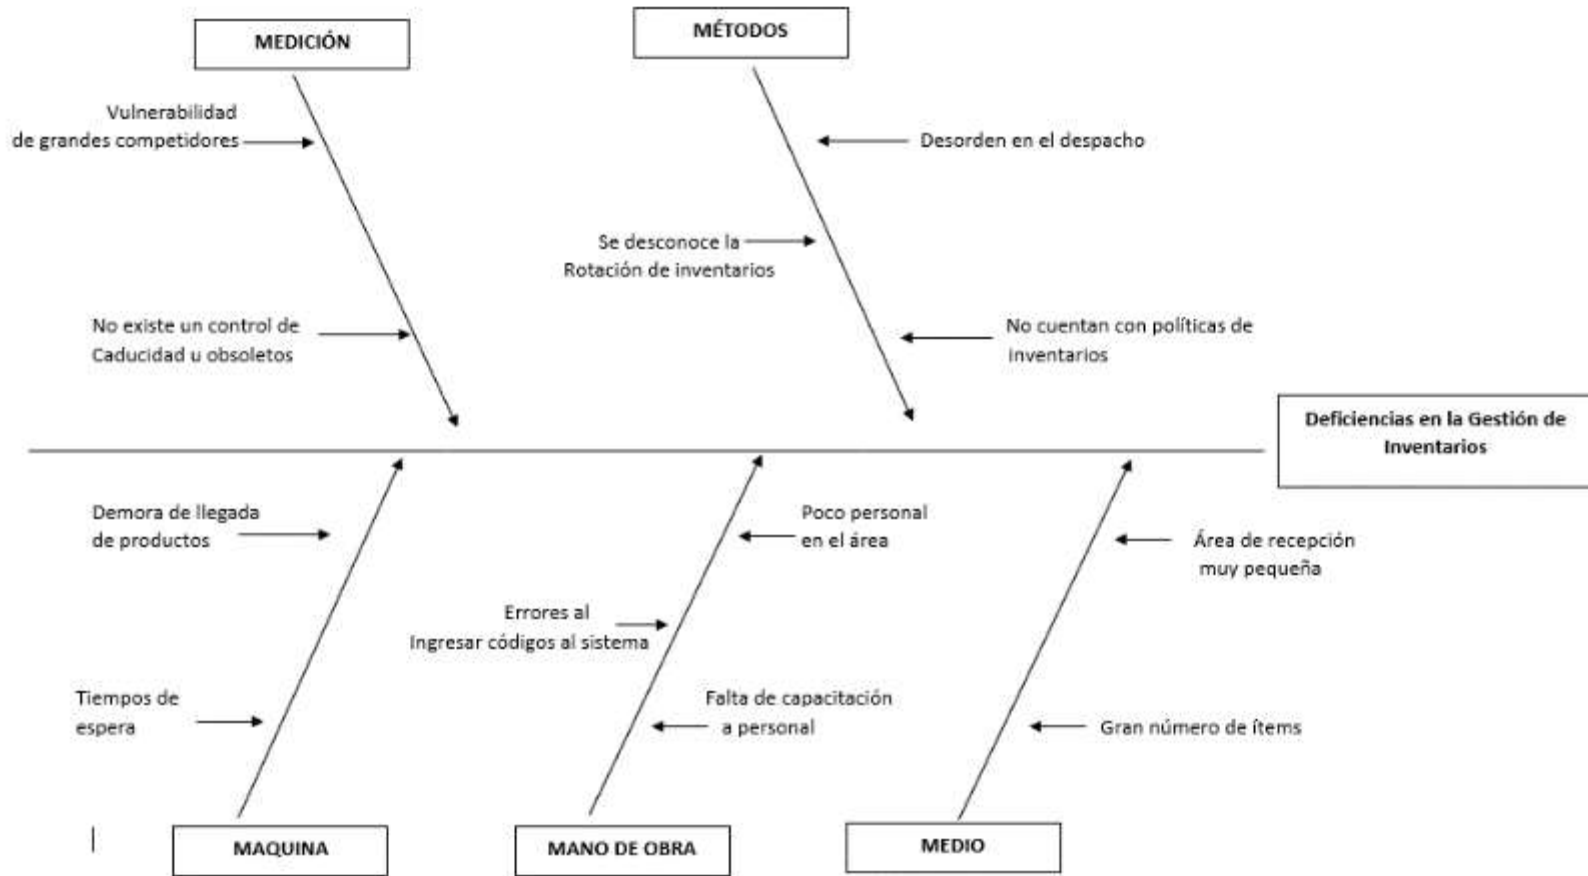 MEDICIÓN
MÉTODOS
Vulnerabilidad
de grandes competidores
Desorden en el despacho
Se desconoce la
Rotación de inventarios
No existe un control de
Caducidad u obsoletos
No cuentan con políticas de
inventarios
Deficiencias en la Gestión de
Inventarios
Demora de llegada
de productos
Poco personal
en el área
Área de recepción
muy pequeña
Errores al
Ingresar códigos al sistema
Tiempos de
espera
Falta de capacitación
a personal
Gran número de ítems
MAQUINA
MANO DE OBRA
MEDIO